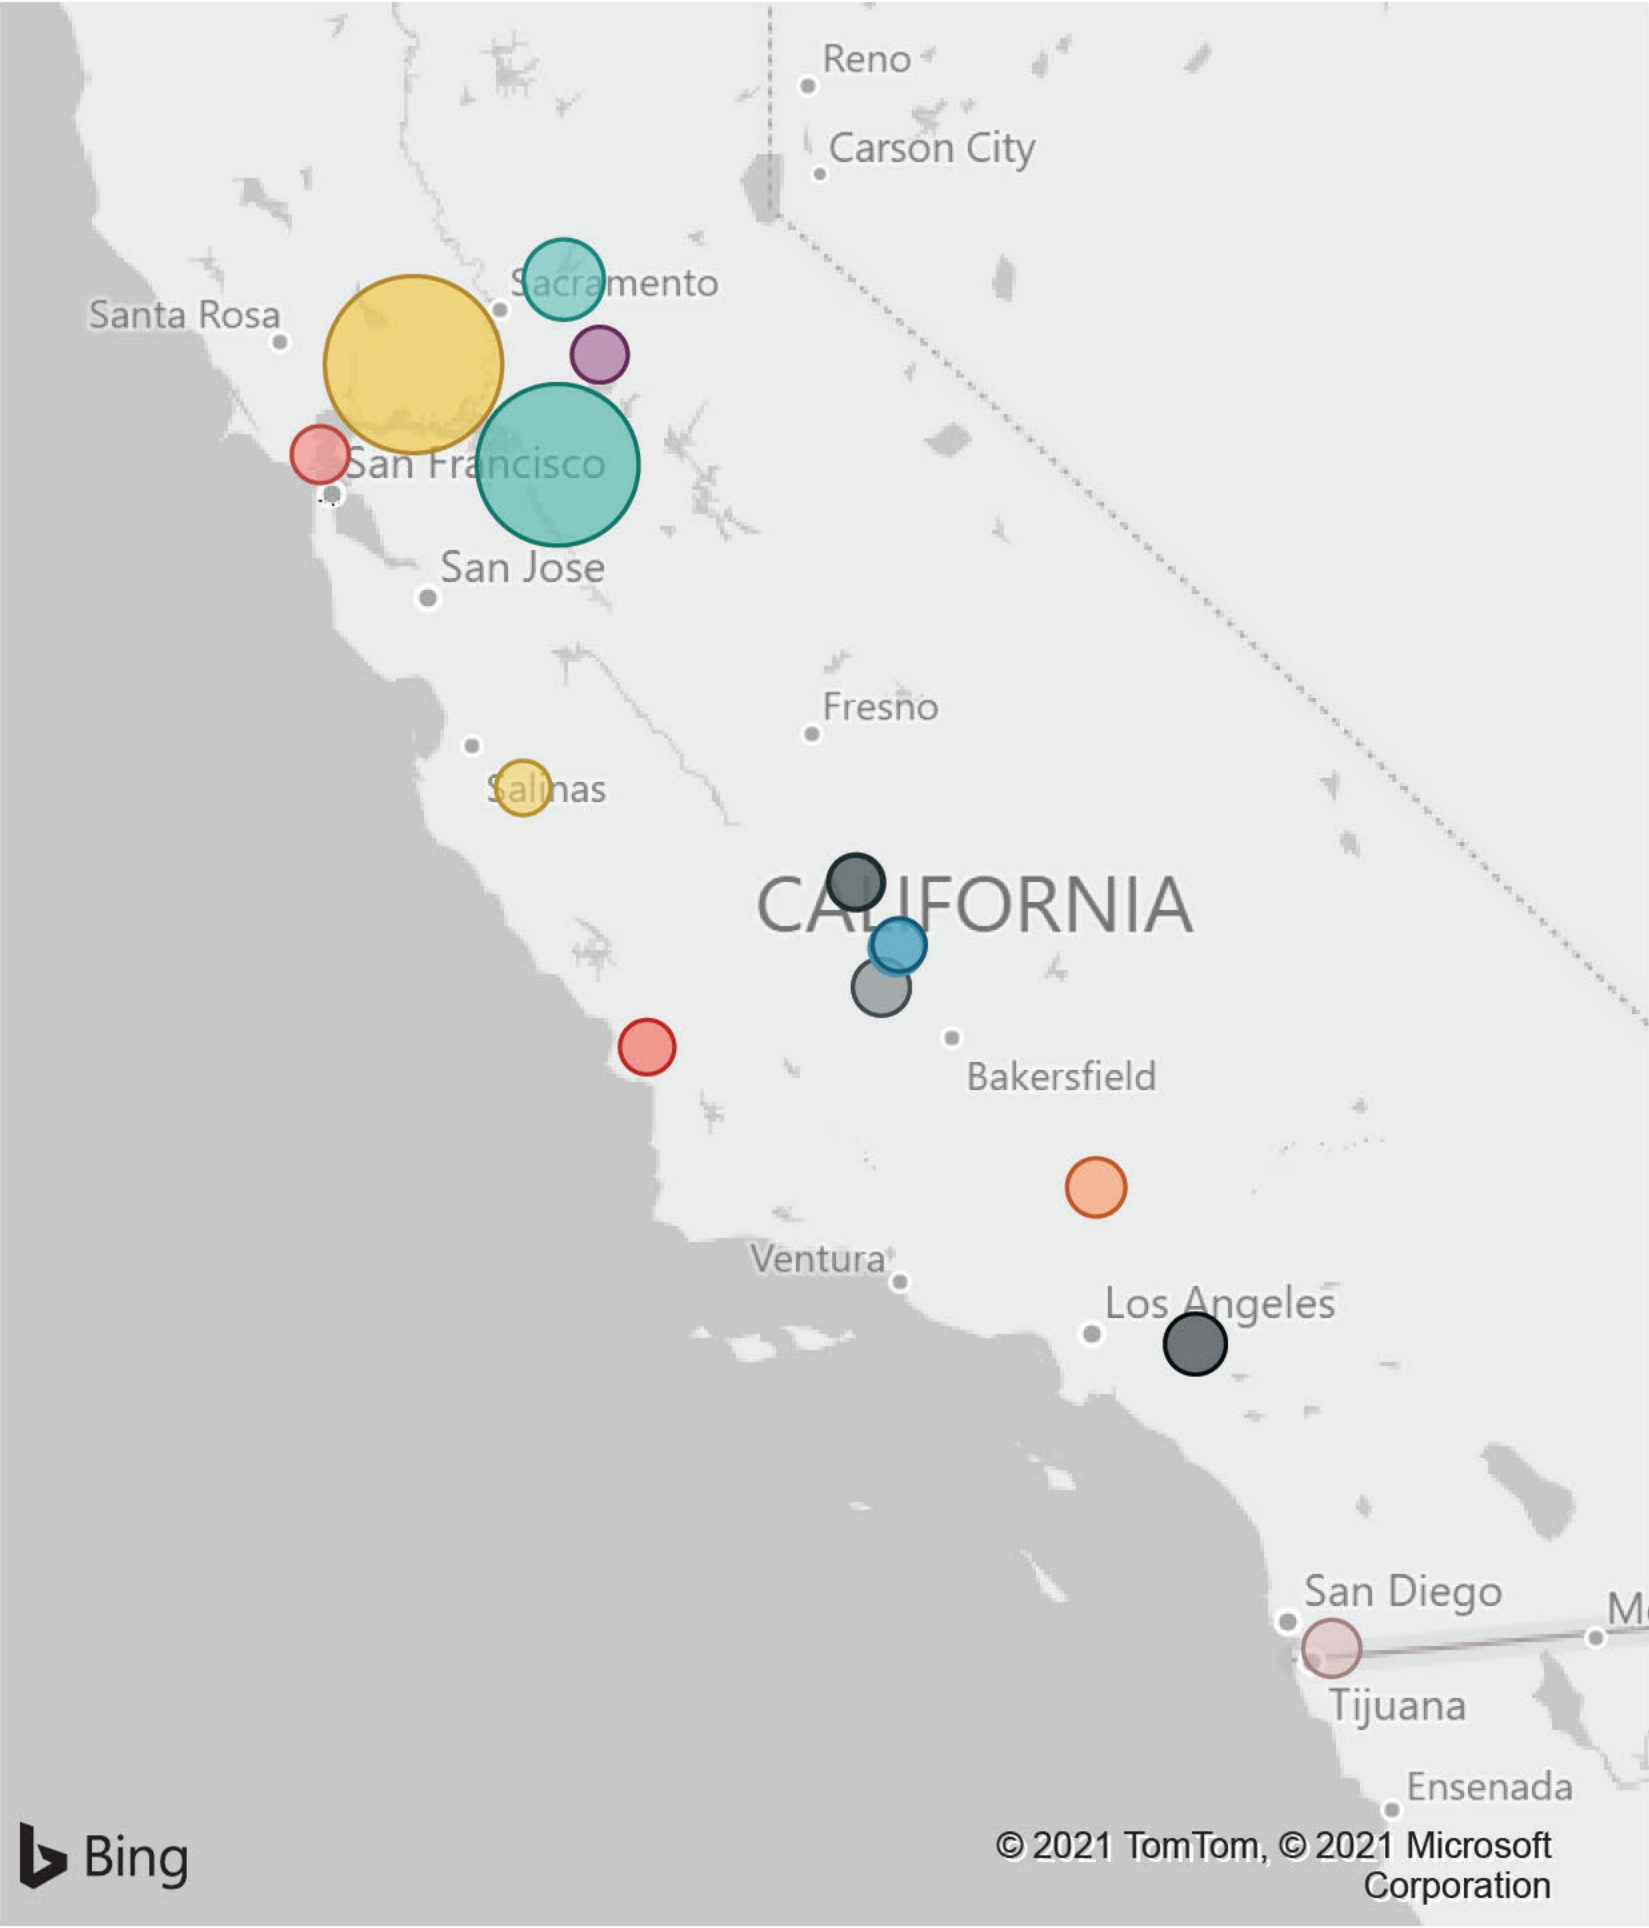 Reno
Carson City
Sacramento
Santa Rosa
San Francisco
San Jose
Fresno
Salinas
CALIFORNIA
Bakersfield
Ventura
Los Angeles
San Diego
Tijuana
Ensenada
Bing
© 2021 TomTom, © 2021 Microsoft
Corporation